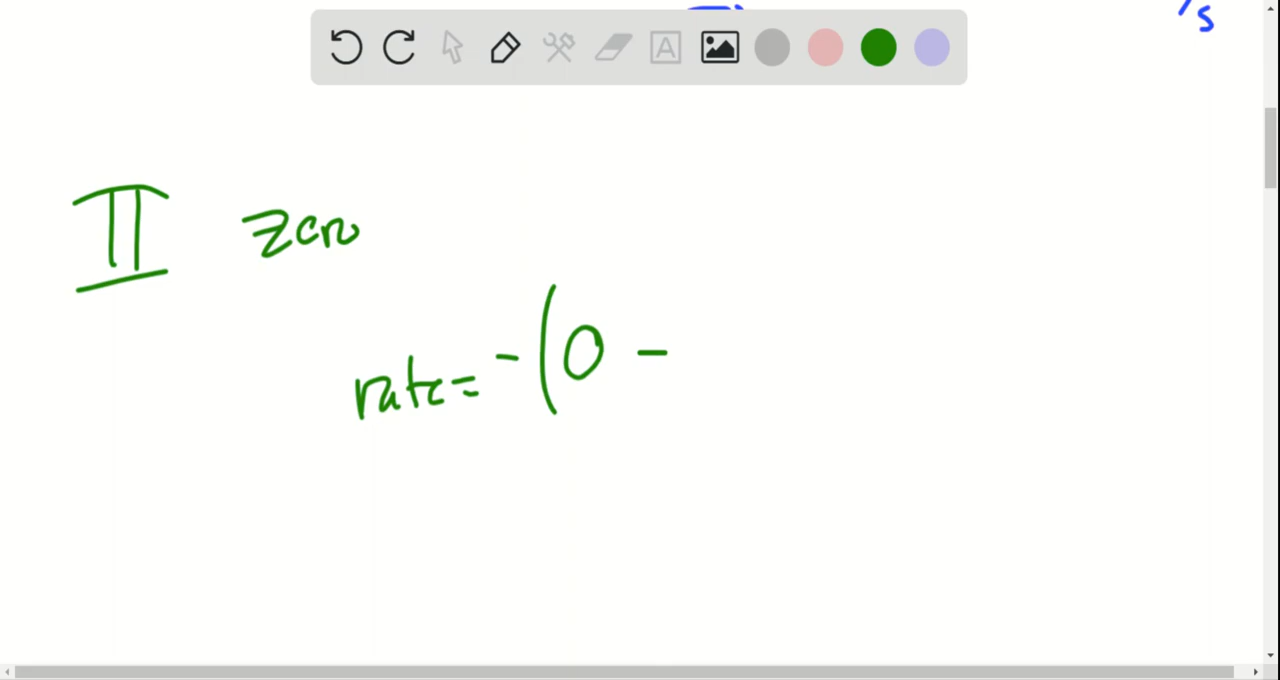 /s
II zero
rate = - (0 -
A